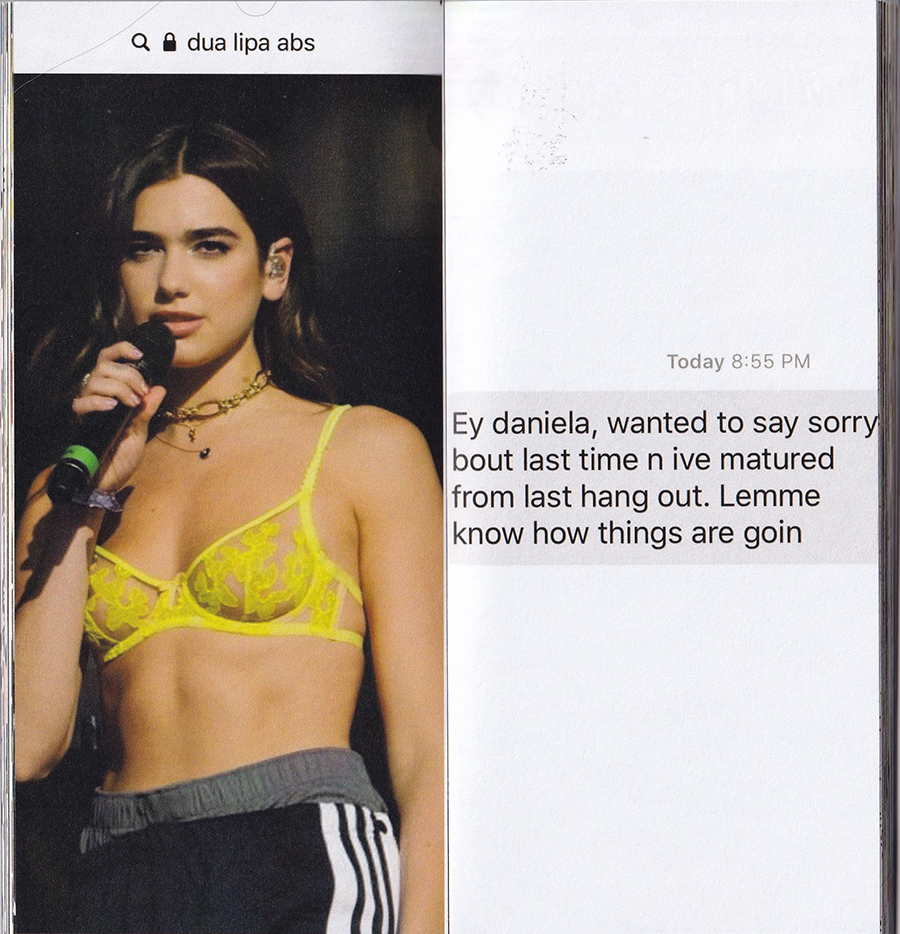 dua lipa abs
Today 8:55 PM
Ey daniela, wanted to say sorry
bout last time n ive matured
from last hang out. Lemme
know how things are goin